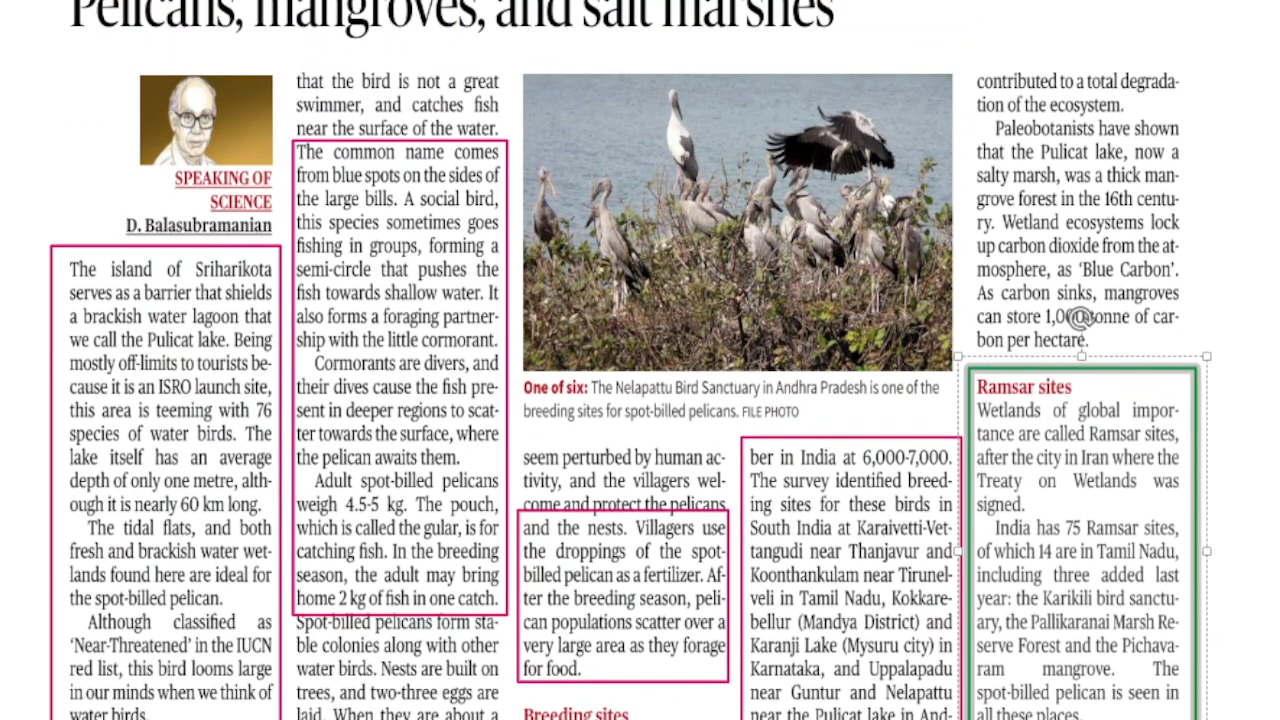 Pelicans, mangroves, and salt marshes
SPEAKING OF
SCIENCE
D. Balasubramanian
The island of Sriharikota
serves as a barrier that shields
a brackish water lagoon that
we call the Pulicat lake. Being
mostly off-limits to tourists be-
cause it is an ISRO launch site,
this area is teeming with 76
species of water birds. The
lake itself has an average
depth of only one metre, alth-
ough it is nearly 60 km long.
The tidal flats, and both
fresh and brackish water wet-
lands found here are ideal for
the spot-billed pelican.
Although classified as
‘Near-Threatened’ in the IUCN
red list, this bird looms large
in our minds when we think of
water birds.
that the bird is not a great
swimmer, and catches fish
near the surface of the water.
The common name comes
from blue spots on the sides of
the large bills. A social bird,
this species sometimes goes
fishing in groups, forming a
semi-circle that pushes the
fish towards shallow water. It
also forms a foraging partner-
ship with the little cormorant.
Cormorants are divers, and
their dives cause the fish pre-
sent in deeper regions to scat-
ter towards the surface, where
the pelican awaits them.
Adult spot-billed pelicans
weigh 4.5-5 kg. The pouch,
which is called the gular, is for
catching fish. In the breeding
season, the adult may bring
home 2 kg of fish in one catch.
Spot-billed pelicans form sta-
ble colonies along with other
water birds. Nests are built on
trees, and two-three eggs are
laid. When they are about a
One of six: The Nelapattu Bird Sanctuary in Andhra Pradesh is one of the
breeding sites for spot-billed pelicans. FILE PHOTO
seem perturbed by human ac-
tivity, and the villagers wel-
come and protect the pelicans
and the nests. Villagers use
the droppings of the spot-
billed pelican as a fertilizer. Af-
ter the breeding season, peli-
can populations scatter over a
very large area as they forage
for food.
Breeding sites
ber in India at 6,000-7,000.
The survey identified breed-
ing sites for these birds in
South India at Karaivetti-Vet-
tangudi near Thanjavur and
Koonthankulam near Tirunel-
veli in Tamil Nadu, Kokkare-
bellur (Mandya District) and
Karanji Lake (Mysuru city) in
Karnataka, and Uppalapadu
near Guntur and Nelapattu
near the Pulicat lake in And-
contributed to a total degrada-
tion of the ecosystem.
Paleobotanists have shown
that the Pulicat lake, now a
salty marsh, was a thick man-
grove forest in the 16th centu-
ry. Wetland ecosystems lock
up carbon dioxide from the at-
mosphere, as ‘Blue Carbon’.
As carbon sinks, mangroves
can store 1,000 tonne of car-
bon per hectare.
Ramsar sites
Wetlands of global impor-
tance are called Ramsar sites,
after the city in Iran where the
Treaty on Wetlands was
signed.
India has 75 Ramsar sites,
of which 14 are in Tamil Nadu,
including three added last
year: the Karikili bird sanctu-
ary, the Pallikaranai Marsh Re-
serve Forest and the Pichava-
ram mangrove. The
spot-billed pelican is seen in
all these places.